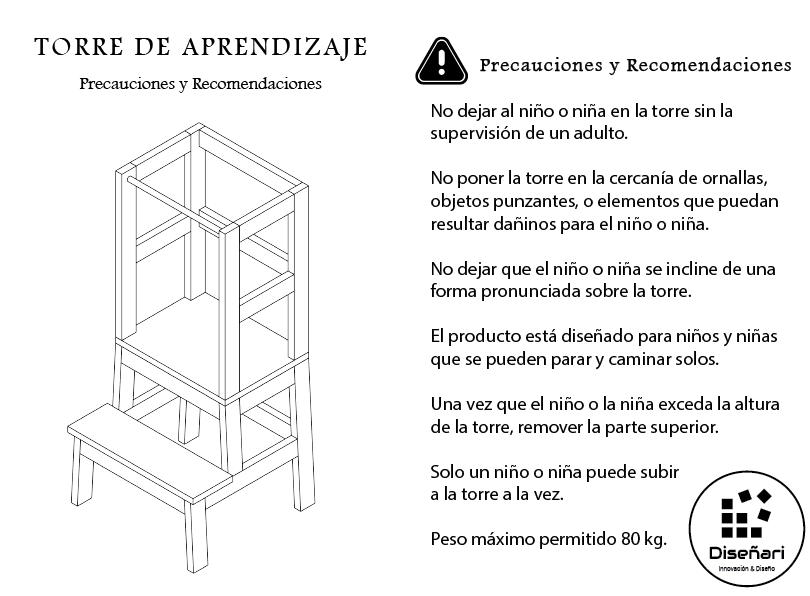 TORRE DE APRENDIZAJE
Precauciones y Recomendaciones
Precauciones y Recomendaciones
No dejar al niño o niña en la torre sin la
supervisión de un adulto.
No poner la torre en la cercanía de ornallas,
objetos punzantes, o elementos que puedan
resultar dañinos para el niño o niña.
No dejar que el niño o niña se incline de una
forma pronunciada sobre la torre.
El producto está diseñado para niños y niñas
que se pueden parar y caminar solos.
Una vez que el niño o la niña exceda la altura
de la torre, remover la parte superior.
Solo un niño o niña puede subir
a la torre a la vez.
Peso máximo permitido 80 kg.
Diseñari
Innovación & Diseño